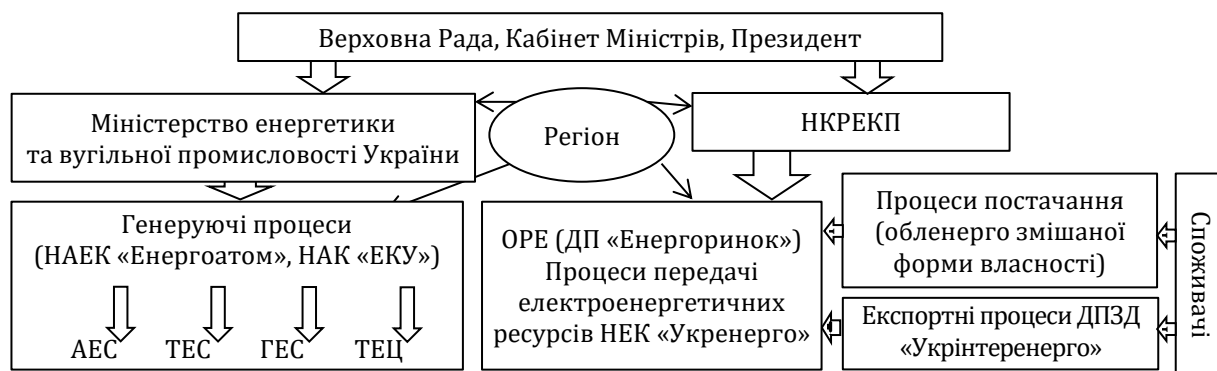 Верховна Рада, Кабінет Міністрів, Президент
Міністерство енергетики
та вугільної промисловості України
Регіон
НКРЕКП
Генеруючі процеси
(НАЕК «Енергоатом», НАК «ЕКУ»)
АЕС ТЕС ГЕС ТЕЦ
ОРЕ (ДП «Енергоринок»)
Процеси передачі
електроенергетичних
ресурсів НЕК «Укренерго»
Процеси постачання
(обленерго змішаної
форми власності)
Експортні процеси ДПЗД
«Укрінтеренерго»
Споживачі